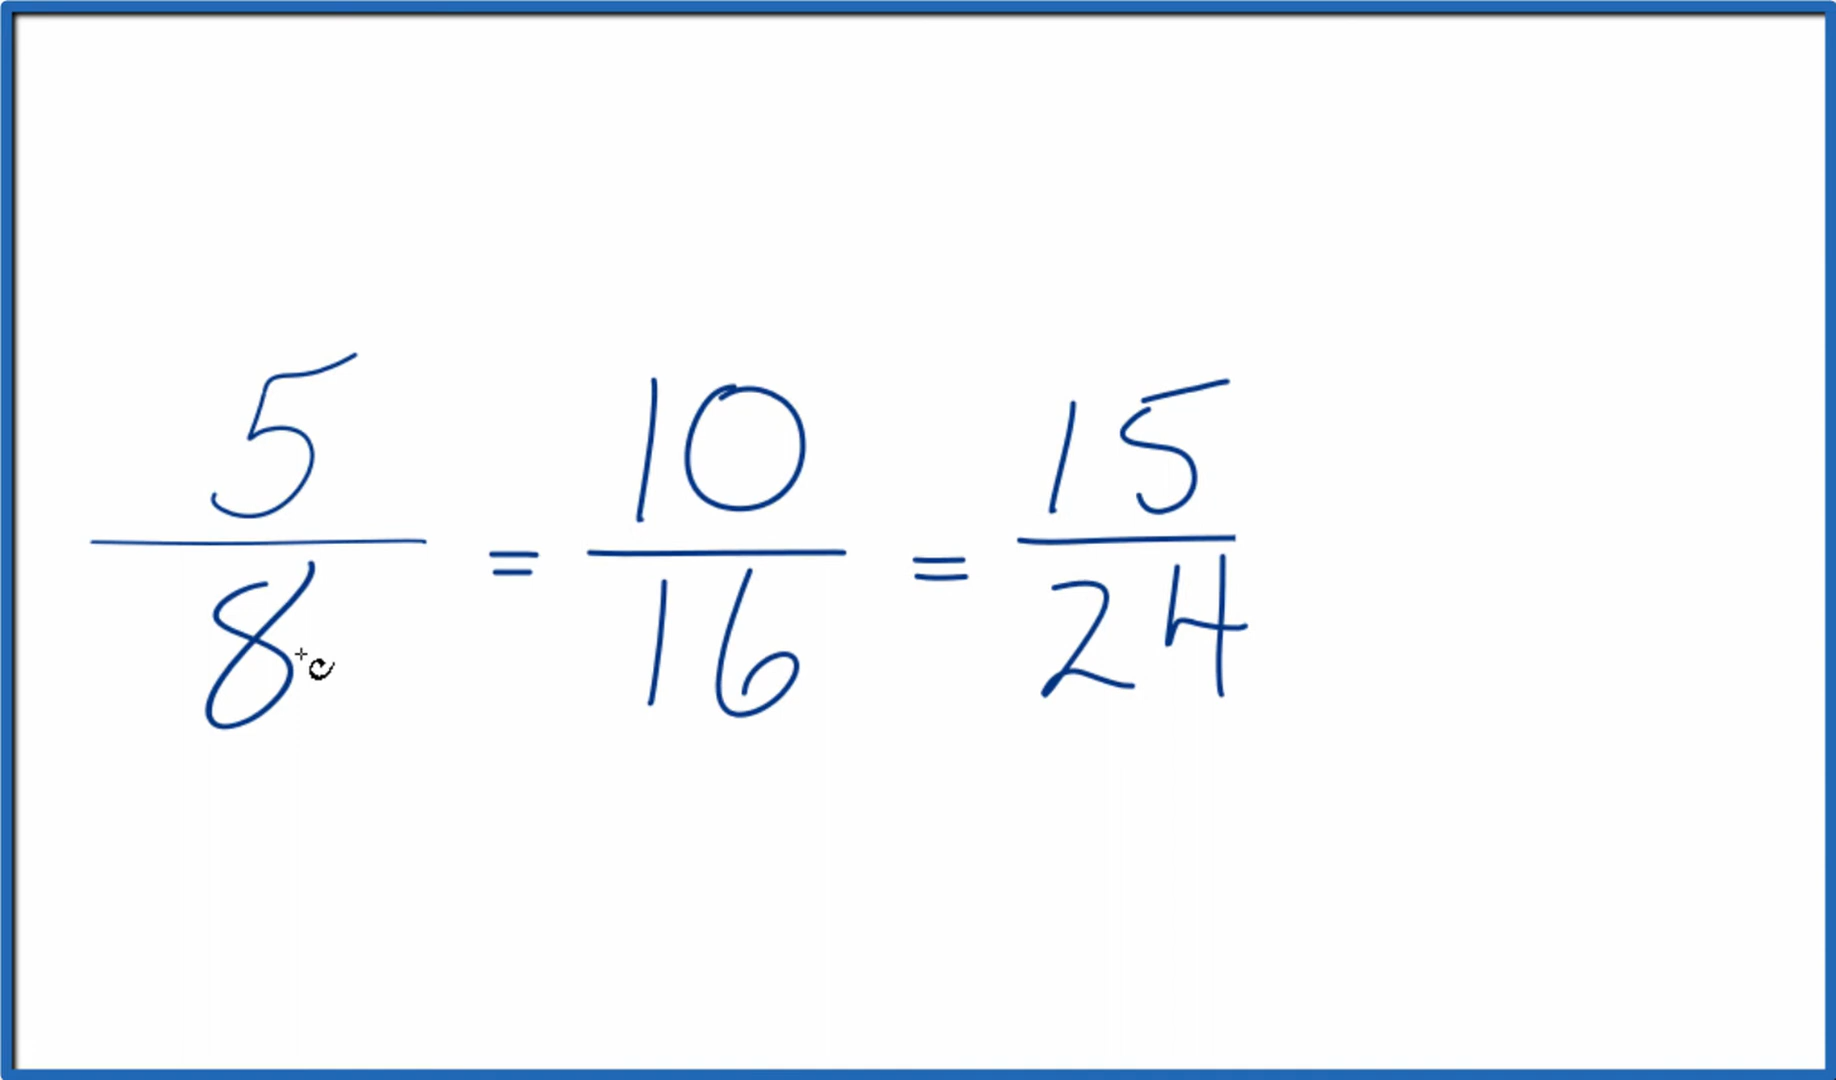 5/8 = 10/16 = 15/24